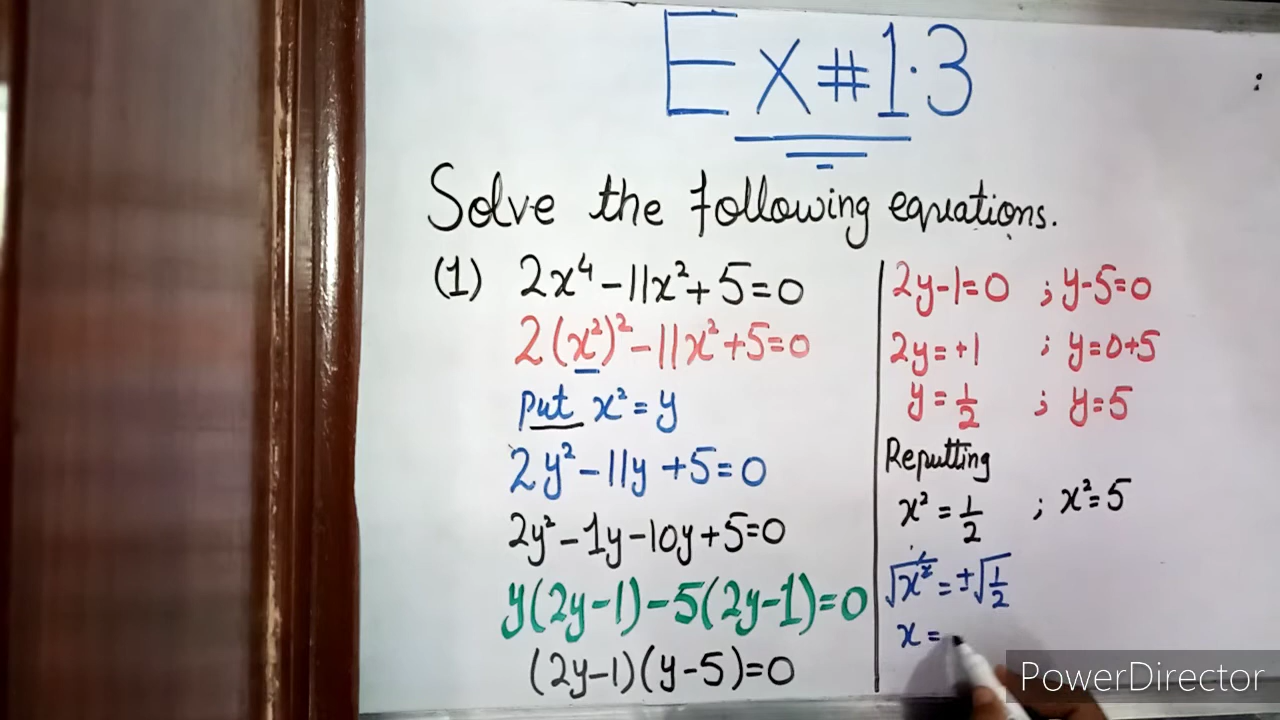 Ex#1.3
Solve the following equations.
(1) 2x⁴-11x²+5=0
2(x²)²-11x²+5=0
Put x²=y
2y²-11y+5=0
2y²-1y-10y+5=0
y(2y-1)-5(2y-1)=0
(2y-1)(y-5)=0
2y-1=0 ; y-5=0
2y=+1 ; y=0+5
y=1/2 ; y=5
Reputting
x²=1/2 ; x²=5
√x²=±√1/2
x=
PowerDirector